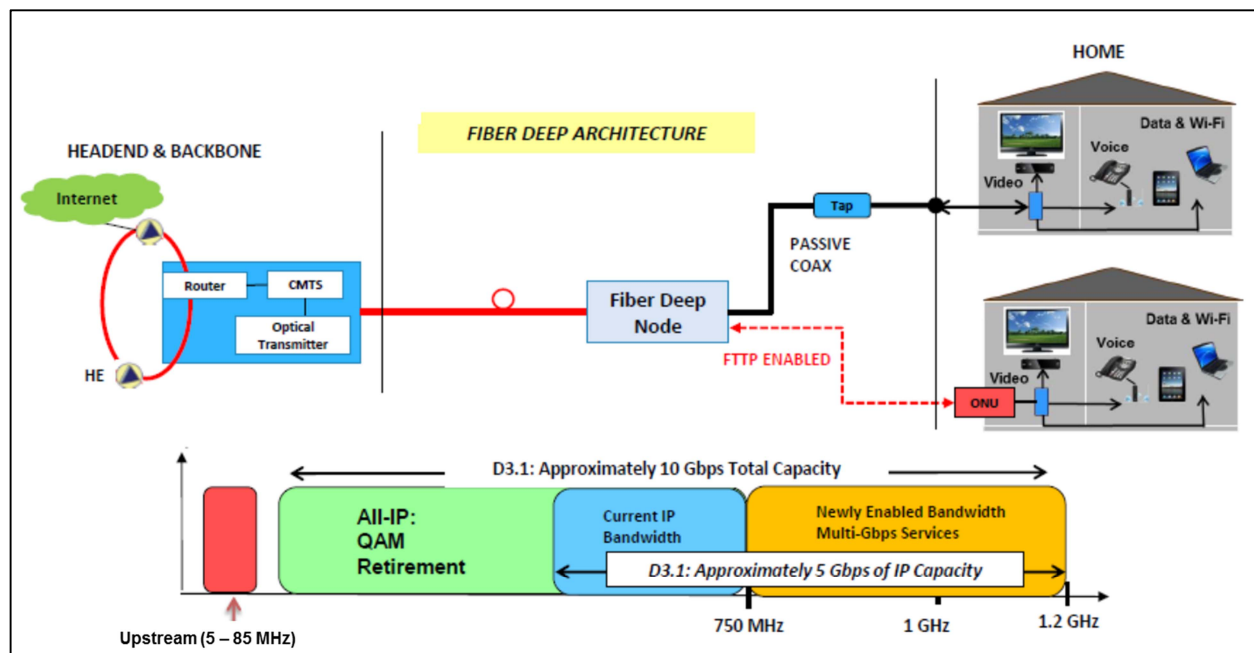 HOME
FIBER DEEP ARCHITECTURE
HEADEND & BACKBONE
Internet
Router
CMTS
Optical
Transmitter
HE
Fiber Deep
Node
Tap
PASSIVE
COAX
FTTP ENABLED
Data & Wi-Fi
Voice
Video
Data & Wi-Fi
Voice
Video
ONU
D3.1: Approximately 10 Gbps Total Capacity
All-IP:
QAM
Retirement
Current IP
Bandwidth
Newly Enabled Bandwidth
Multi-Gbps Services
D3.1: Approximately 5 Gbps of IP Capacity
750 MHz
1 GHz
1.2 GHz
Upstream (5 – 85 MHz)